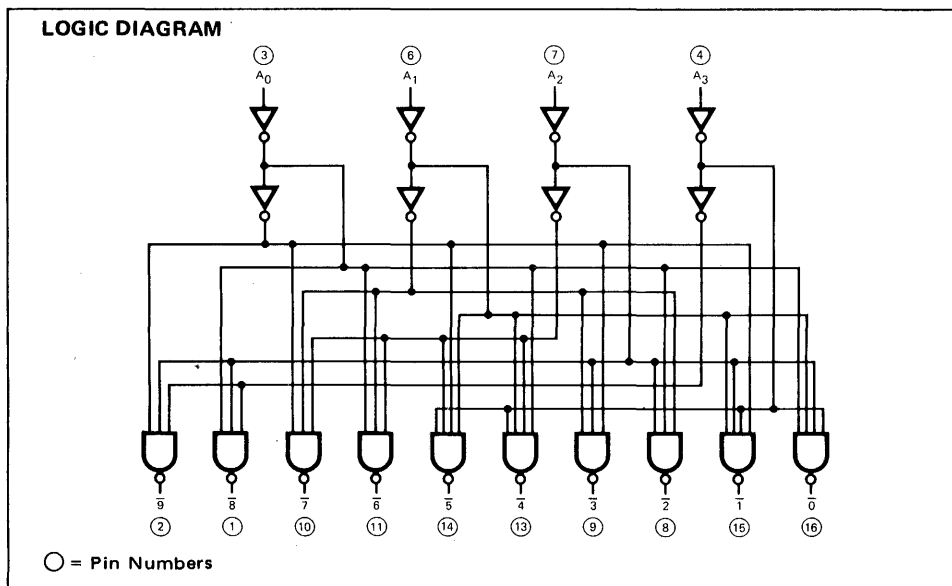 LOGIC DIAGRAM
3 6 7 4
A0 A1 A2 A3
9̅ 8̅ 7̅ 6̅ 5̅ 4̅ 3̅ 2̅ 1̅ 0̅
2 1 10 11 14 13 9 8 15 16
= Pin Numbers